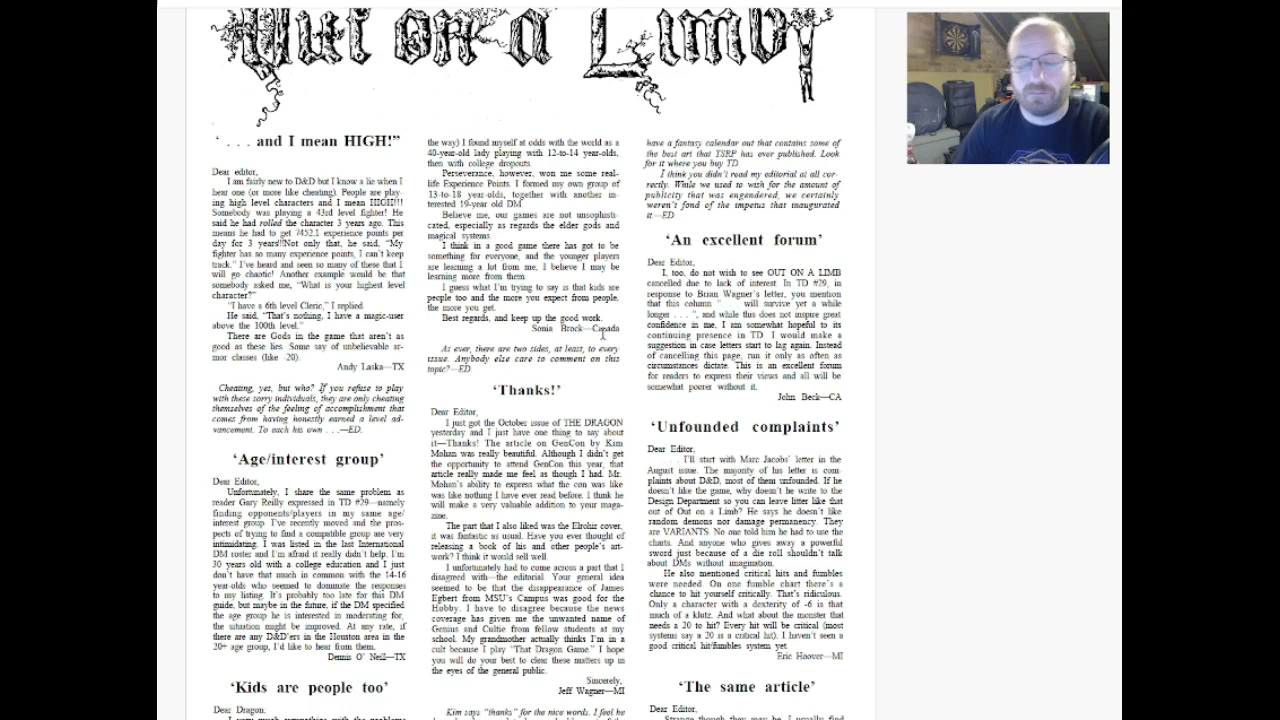 Out on a Limb
‘. . . and I mean HIGH!”
Dear editor,
I am fairly new to D&D but I know a lie when I
hear one (or more like cheating). People are play-
ing high level characters and I mean HIGH!!!
Somebody was playing a 43rd level fighter! He
said he had rolled the character 3 years ago. This
means he had to get 7452.1 experience points per
day for 3 years!!Not only that, he said, “My
fighter has so many experience points, I can’t keep
track.” I’ve heard and seen so many of these that I
will go chaotic! Another example would be that
somebody asked me, “What is your highest level
character?”
“I have a 6th level Cleric,” I replied.
He said, “That’s nothing, I have a magic-user
above the 100th level.”
There are Gods in the game that aren’t as
good as these lies. Some say of unbelievable ar-
mor classes (like -20).
Andy Laska—TX
Cheating, yes, but who? If you refuse to play
with these sorry individuals, they are only cheating
themselves of the feeling of accomplishment that
comes from having honestly earned a level ad-
vancement. To each his own . . .—ED.
‘Age/interest group’
Dear Editor,
Unfortunately, I share the same problem as
reader Gary Reilly expressed in TD #29—namely
finding opponents/players in my same age/
interest group I’ve recently moved and the pros-
pects of trying to find a compatible group are very
intimidating. I was listed in the last International
DM roster and I’m afraid it really didn’t help. I’m
30 years old with a college education and I just
don’t have that much in common with the 14-16
year-olds who seemed to dominate the responses
to my listing. It’s probably too late for this DM
guide, but maybe in the future, if the DM specified
the age group he is interested in moderating for,
the situation might be improved. At any rate, if
there are any D&D’ers in the Houston area in the
20+ age group, I’d like to hear from them.
Dennis O’ Neil—TX
‘Kids are people too’
Dear Dragon:
the way) I found myself at odds with the world as a
40-year-old lady playing with 12-to-14 year-olds,
then with college dropouts.
Perseverance, however, won me some real-
life Experience Points. I formed my own group of
13-to-18 year-olds, together with another in-
terested 19-year old DM.
Believe me, our games are not unsophisti-
cated, especially as regards the elder gods and
magical systems.
I think in a good game there has got to be
something for everyone, and the younger players
are learning a lot from me, I believe I may be
learning more from them.
I guess what I’m trying to say is that kids are
people too and the more you expect from people,
the more you get.
Best regards, and keep up the good work.
Sonia Brock—Canada
As ever, there are two sides, at least, to every
issue. Anybody else care to comment on this
topic?—ED.
‘Thanks!’
Dear Editor,
I just got the October issue of THE DRAGON
yesterday and I just have one thing to say about
it—Thanks! The article on GenCon by Kim
Mohan was really beautiful. Although I didn’t get
the opportunity to attend GenCon this year, that
article really made me feel as though I had. Mr.
Mohan’s ability to express what the con was like
was like nothing I have ever read before. I think he
will make a very valuable addition to your maga-
zine.
The part that I also liked was the Elrohir cover,
it was fantastic as usual. Have you ever thought of
releasing a book of his and other people’s art-
work? I think it would sell well.
I unfortunately had to come across a part that I
disagreed with—the editorial. Your general idea
seemed to be that the disappearance of James
Egbert from MSU’s Campus was good for the
Hobby. I have to disagree because the news
coverage has given me the unwanted name of
Genius and Cultie from fellow students at my
school. My grandmother actually thinks I’m in a
cult because I play “That Dragon Game.” I hope
you will do your best to clear these matters up in
the eyes of the general public.
Sincerely,
Jeff Wagner—MI
Kim says “thanks” for the nice words. I feel he
have a fantasy calendar out that contains some of
the best art that TSRP has ever published. Look
for it where you buy TD.
I think you didn’t read my editorial at all cor-
rectly. While we used to wish for the amount of
publicity that was engendered, we certainly
weren’t fond of the impetus that inaugurated
it—ED.
‘An excellent forum’
Dear Editor,
I, too, do not wish to see OUT ON A LIMB
cancelled due to lack of interest. In TD #29, in
response to Brian Wagner’s letter, you mention
that this column “. . . will survive yet a while
longer . . .”, and while this does not inspire great
confidence in me, I am somewhat hopeful to its
continuing presence in TD. I would make a
suggestion in case letters start to lag again. Instead
of cancelling this page, run it only as often as
circumstances dictate. This is an excellent forum
for readers to express their views and all will be
somewhat poorer without it.
John Beck—CA
‘Unfounded complaints’
Dear Editor,
. . . I’ll start with Marc Jacobs’ letter in the
August issue. The majority of his letter is com-
plaints about D&D, most of them unfounded. If he
doesn’t like the game, why doesn’t he write to the
Design Department so you can leave litter like that
out of Out on a Limb? He says he doesn’t like
random demons nor damage permanency. They
are VARIANTS. No one told him he had to use the
charts. And anyone who gives away a powerful
sword just because of a die roll shouldn’t talk
about DMs without imagination.
He also mentioned critical hits and fumbles
were needed. On one fumble chart there’s a
chance to hit yourself critically. That’s ridiculous.
Only a character with a dexterity of -6 is that
much of a klutz. And what about the monster that
needs a 20 to hit? Every hit will be critical (most
systems say a 20 is a critical hit). I haven’t seen a
good critical hit/fumbles system yet.
Eric Hoover—MI
‘The same article’
Dear Editor,